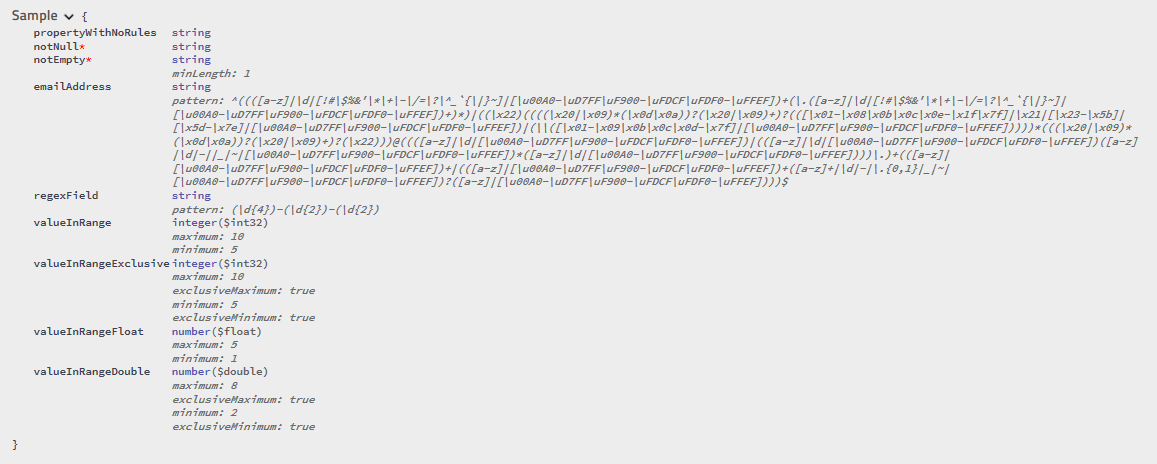 Sample {
propertyWithNoRules string
notNull* string
notEmpty* string
minLength: 1
emailAddress string
pattern: ^((([a-z]|\d|[!#\$%&'\*\+\-\/=\?\^_`{\|}~]|[\u00A0-\uD7FF\uF900-\uFDCF\uFDF0-\uFFEF])+(\.([a-z]|\d|[!#\$%&'\*\+\-\/=\?\^_`{\|}~]|
[\u00A0-\uD7FF\uF900-\uFDCF\uFDF0-\uFFEF])+)*)|((\x22)((((\x20|\x09)*(\x0d\x0a))?(\x20|\x09)+)?(([\x01-\x08\x0b\x0c\x0e-\x1f\x7f]|\x21|[\x23-\x5b]|
[\x5d-\x7e]|[\u00A0-\uD7FF\uF900-\uFDCF\uFDF0-\uFFEF])|(\\([\x01-\x09\x0b\x0c\x0d-\x7f]|[\u00A0-\uD7FF\uF900-\uFDCF\uFDF0-\uFFEF]))))*(((\x20|\x09)*
(\x0d\x0a))?(\x20|\x09)+)?(\x22)))@((([a-z]|\d|[\u00A0-\uD7FF\uF900-\uFDCF\uFDF0-\uFFEF])|(([a-z]|\d|[\u00A0-\uD7FF\uF900-\uFDCF\uFDF0-\uFFEF])([a-z]
|\d|-||_|~|[\u00A0-\uD7FF\uF900-\uFDCF\uFDF0-\uFFEF])*([a-z]|\d|[\u00A0-\uD7FF\uF900-\uFDCF\uFDF0-\uFFEF])))\.)+(([a-z]|
[\u00A0-\uD7FF\uF900-\uFDCF\uFDF0-\uFFEF])+|(([a-z]|[\u00A0-\uD7FF\uF900-\uFDCF\uFDF0-\uFFEF])+([a-z]+|\d|-|\.{0,1}|_|~|
[\u00A0-\uD7FF\uF900-\uFDCF\uFDF0-\uFFEF])?([a-z]|[\u00A0-\uD7FF\uF900-\uFDCF\uFDF0-\uFFEF])))$
regexField string
pattern: (\d{4})-(\d{2})-(\d{2})
valueInRange integer($int32)
maximum: 10
minimum: 5
valueInRangeExclusive integer($int32)
maximum: 10
exclusiveMaximum: true
minimum: 5
exclusiveMinimum: true
valueInRangeFloat number($float)
maximum: 5
minimum: 1
valueInRangeDouble number($double)
maximum: 8
exclusiveMaximum: true
minimum: 2
exclusiveMinimum: true
}